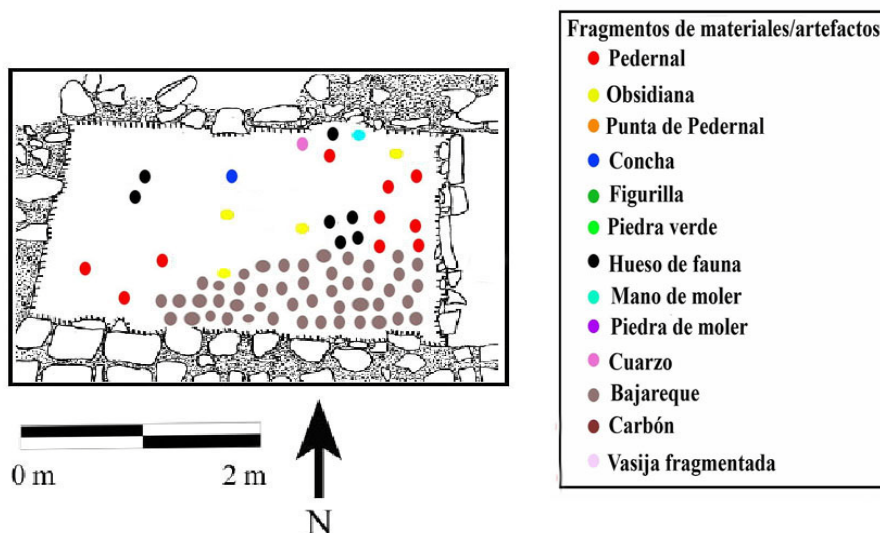 Fragmentos de materiales/artefactos
Pedernal
Obsidiana
Punta de Pedernal
Concha
Figurilla
Piedra verde
Hueso de fauna
Mano de moler
Piedra de moler
Cuarzo
Bajareque
Carbón
Vasija fragmentada
0 m 2 m
N